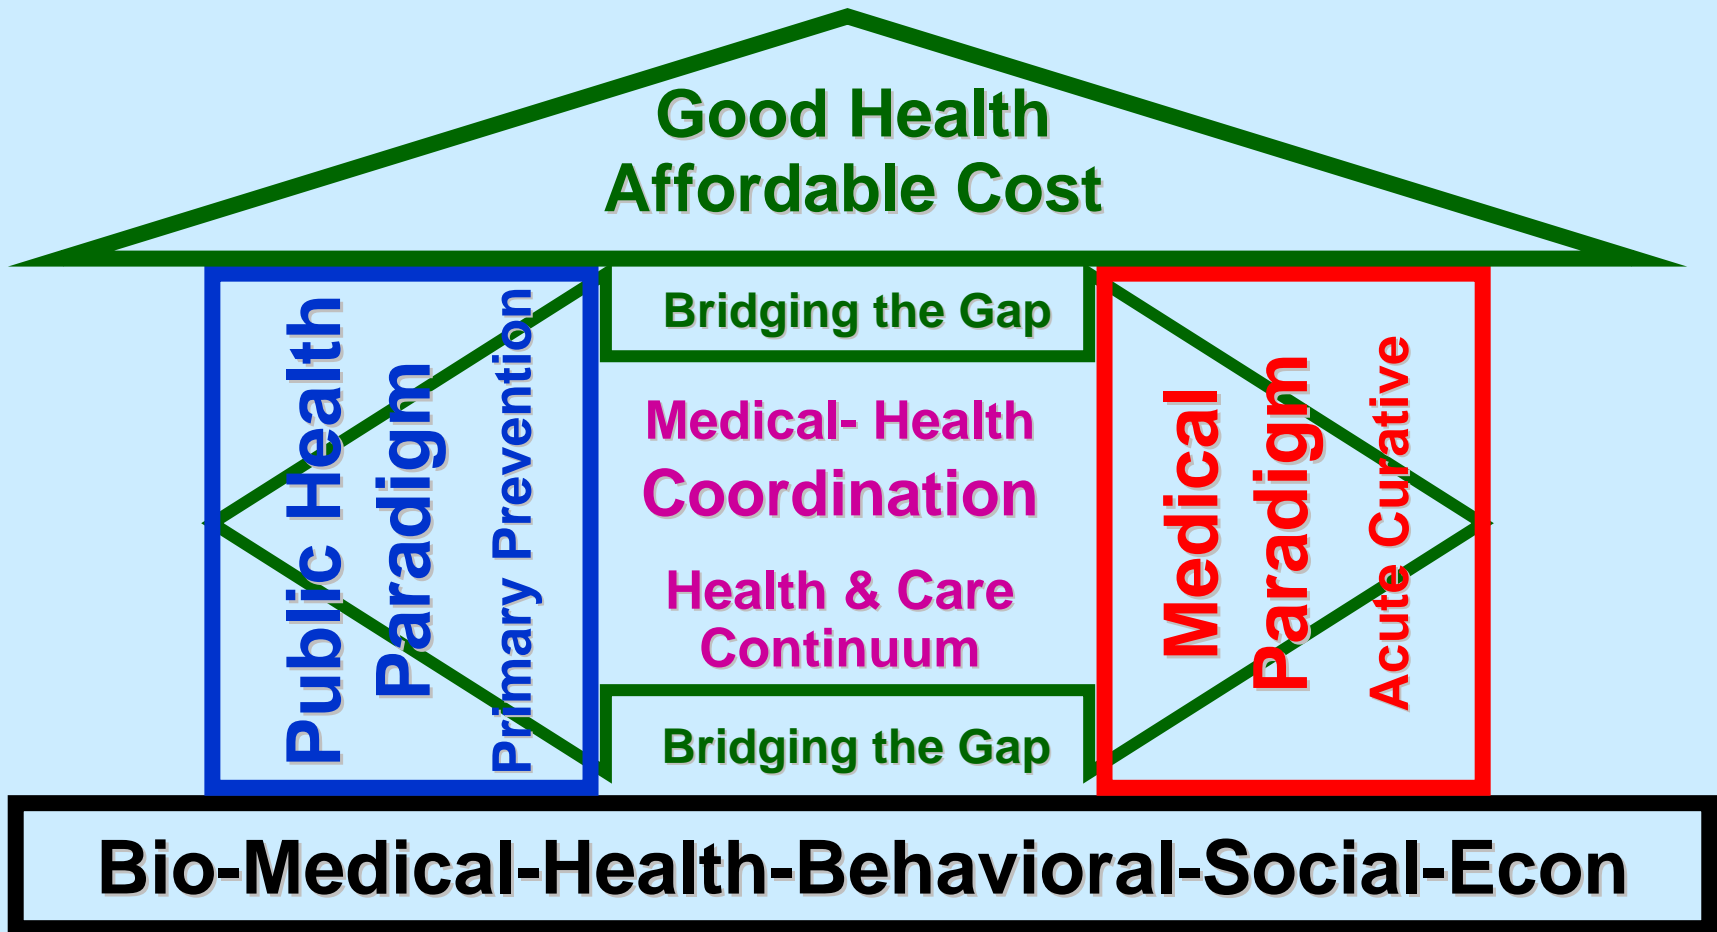 Good Health
Affordable Cost
Public Health
Paradigm
Primary Prevention
Bridging the Gap
Medical- Health
Coordination
Health & Care
Continuum
Bridging the Gap
Medical
Paradigm
Acute Curative
Bio-Medical-Health-Behavioral-Social-Econ